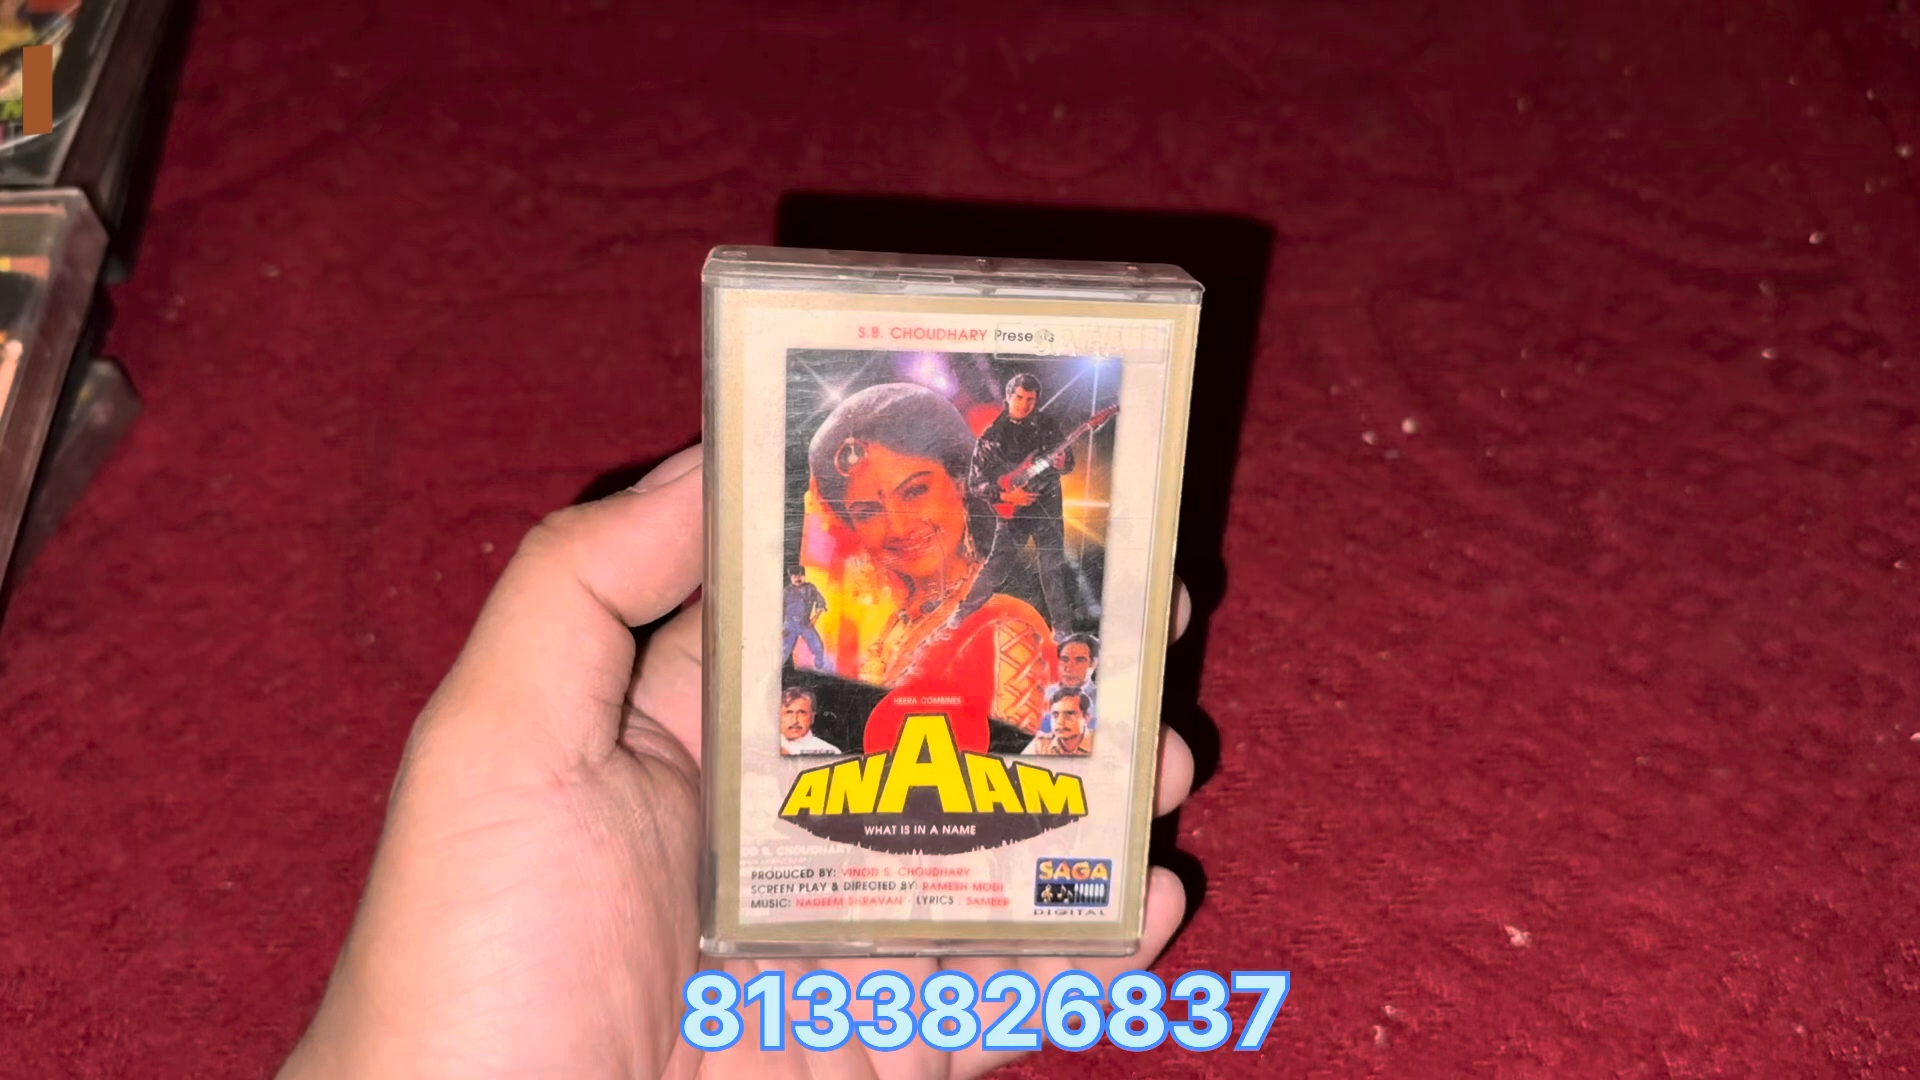 S.B. CHOUDHARY Presents
HEERA COMBINES
ANAAM
WHAT IS IN A NAME
PRODUCED BY: VINOD S. CHOUDHARY
SCREEN PLAY & DIRECTED BY: RAMESH MODI
MUSIC: NADEEM SHRAVAN · LYRICS : SAMEER
SAGA
DIGITAL
8133826837